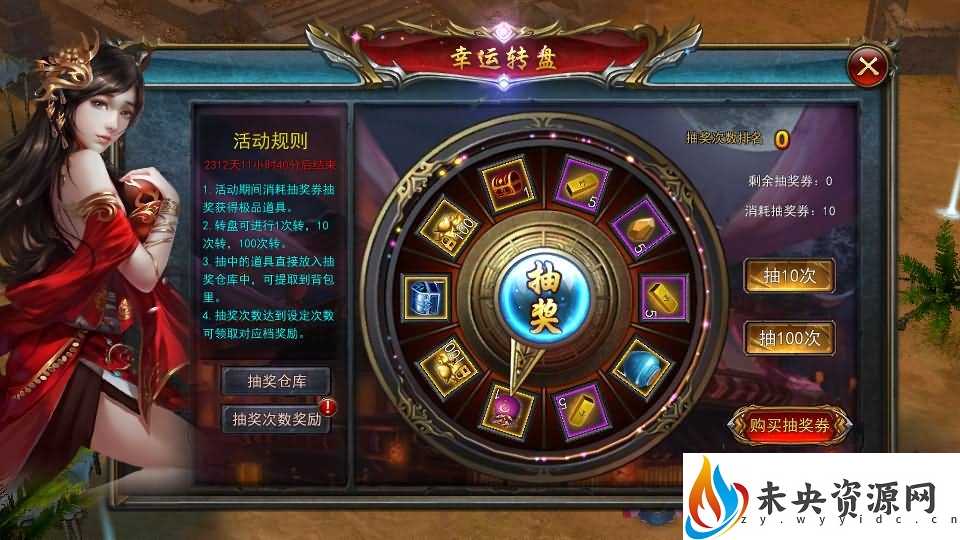 幸运转盘
活动规则
2312天11小时40分后结束
1. 活动期间消耗抽奖券抽
奖获得极品道具。
2. 转盘可进行1次转，10
次转，100次转。
3. 抽中的道具直接放入抽
奖仓库中，可提取到背包
里。
4. 抽奖次数达到设定次数
可领取对应档奖励。
抽奖仓库
抽奖次数奖励
抽奖
5
5
5
5
1
100
抽奖次数排名 0
剩余抽奖券：0
消耗抽奖券：10
抽10次
抽100次
购买抽奖券
未央资源网
zy.wyyidc.cn